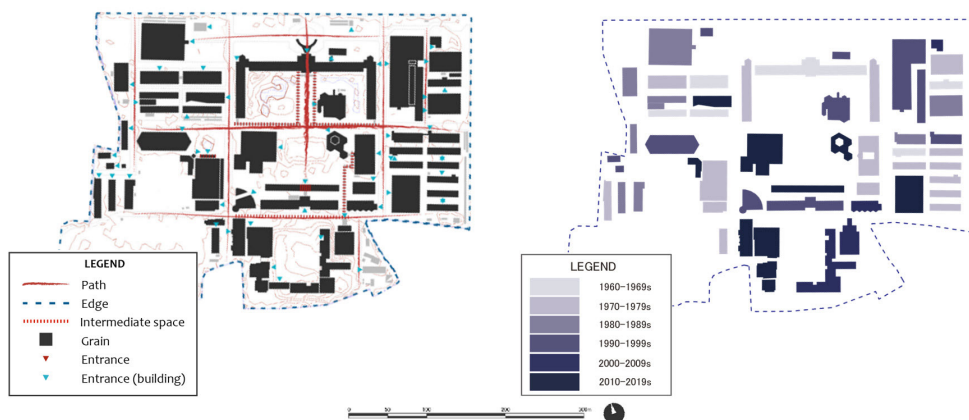 LEGEND
Path
Edge
Intermediate space
Grain
Entrance
Entrance (building)
LEGEND
1960-1969s
1970-1979s
1980-1989s
1990-1999s
2000-2009s
2010-2019s
0 50 100 200 300m